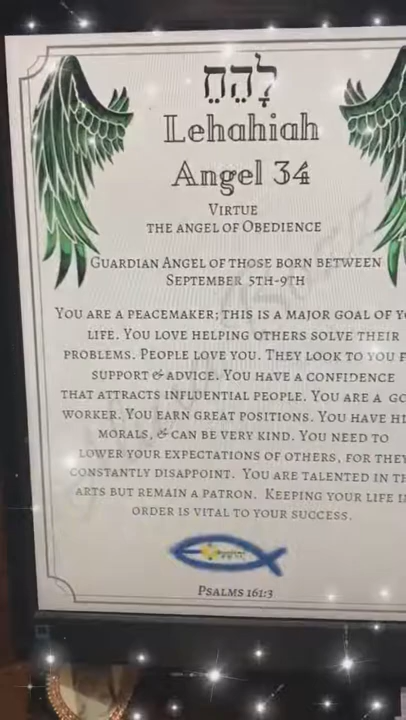 לָהֵחַ
Lehahiah
Angel 34
Virtue
The Angel of Obedience
Guardian Angel of those born between
September 5th-9th
You are a peacemaker; this is a major goal of
life. You love helping others solve their
problems. People love you. They look to you
support & advice. You have a confidence
that attracts influential people. You are a
worker. You earn great positions. You have
morals, & can be very kind. You need to
lower your expectations of others, for they
constantly disappoint. You are talented in
arts but remain a patron. Keeping your life
order is vital to your success.
Psalms 161:3